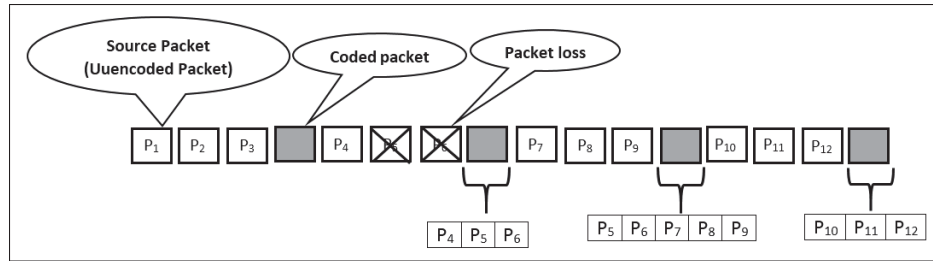 Source Packet
(Uuencoded Packet)
Coded packet
Packet loss
P₁ P₂ P₃ P₄ P₇ P₈ P₉ P₁₀ P₁₁ P₁₂
P₄ P₅ P₆
P₅ P₆ P₇ P₈ P₉
P₁₀ P₁₁ P₁₂